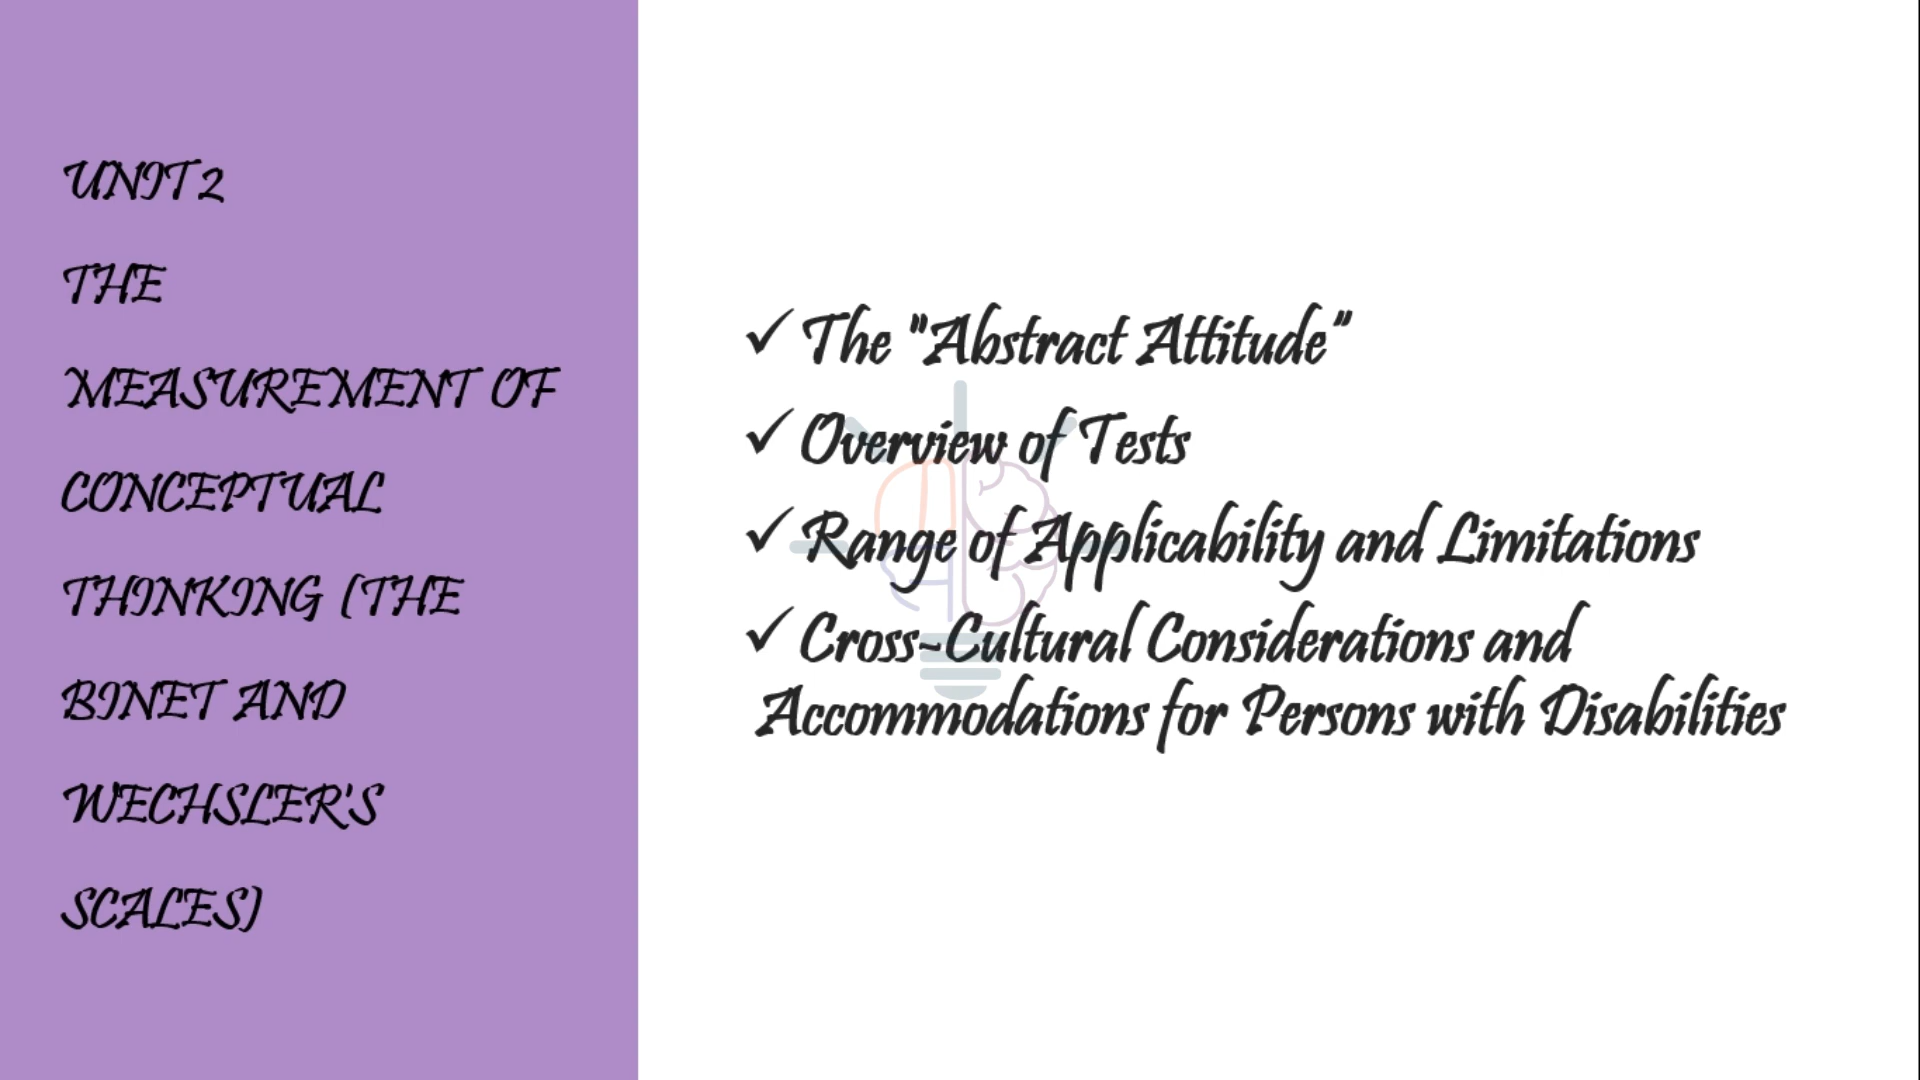 UNIT 2
THE
MEASUREMENT OF
CONCEPTUAL
THINKING (THE
BINET AND
WECHSLER'S
SCALES)
✓ The "Abstract Attitude"
✓ Overview of Tests
✓ Range of Applicability and Limitations
✓ Cross-Cultural Considerations and
Accommodations for Persons with Disabilities